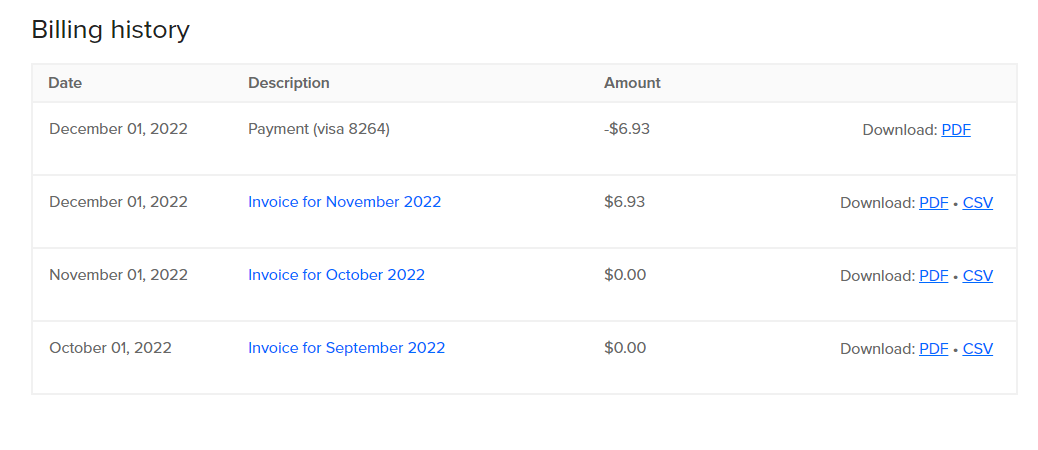 Billing history
Date Description Amount
December 01, 2022 Payment (visa 8264) -$6.93 Download: PDF
December 01, 2022 Invoice for November 2022 $6.93 Download: PDF • CSV
November 01, 2022 Invoice for October 2022 $0.00 Download: PDF • CSV
October 01, 2022 Invoice for September 2022 $0.00 Download: PDF • CSV